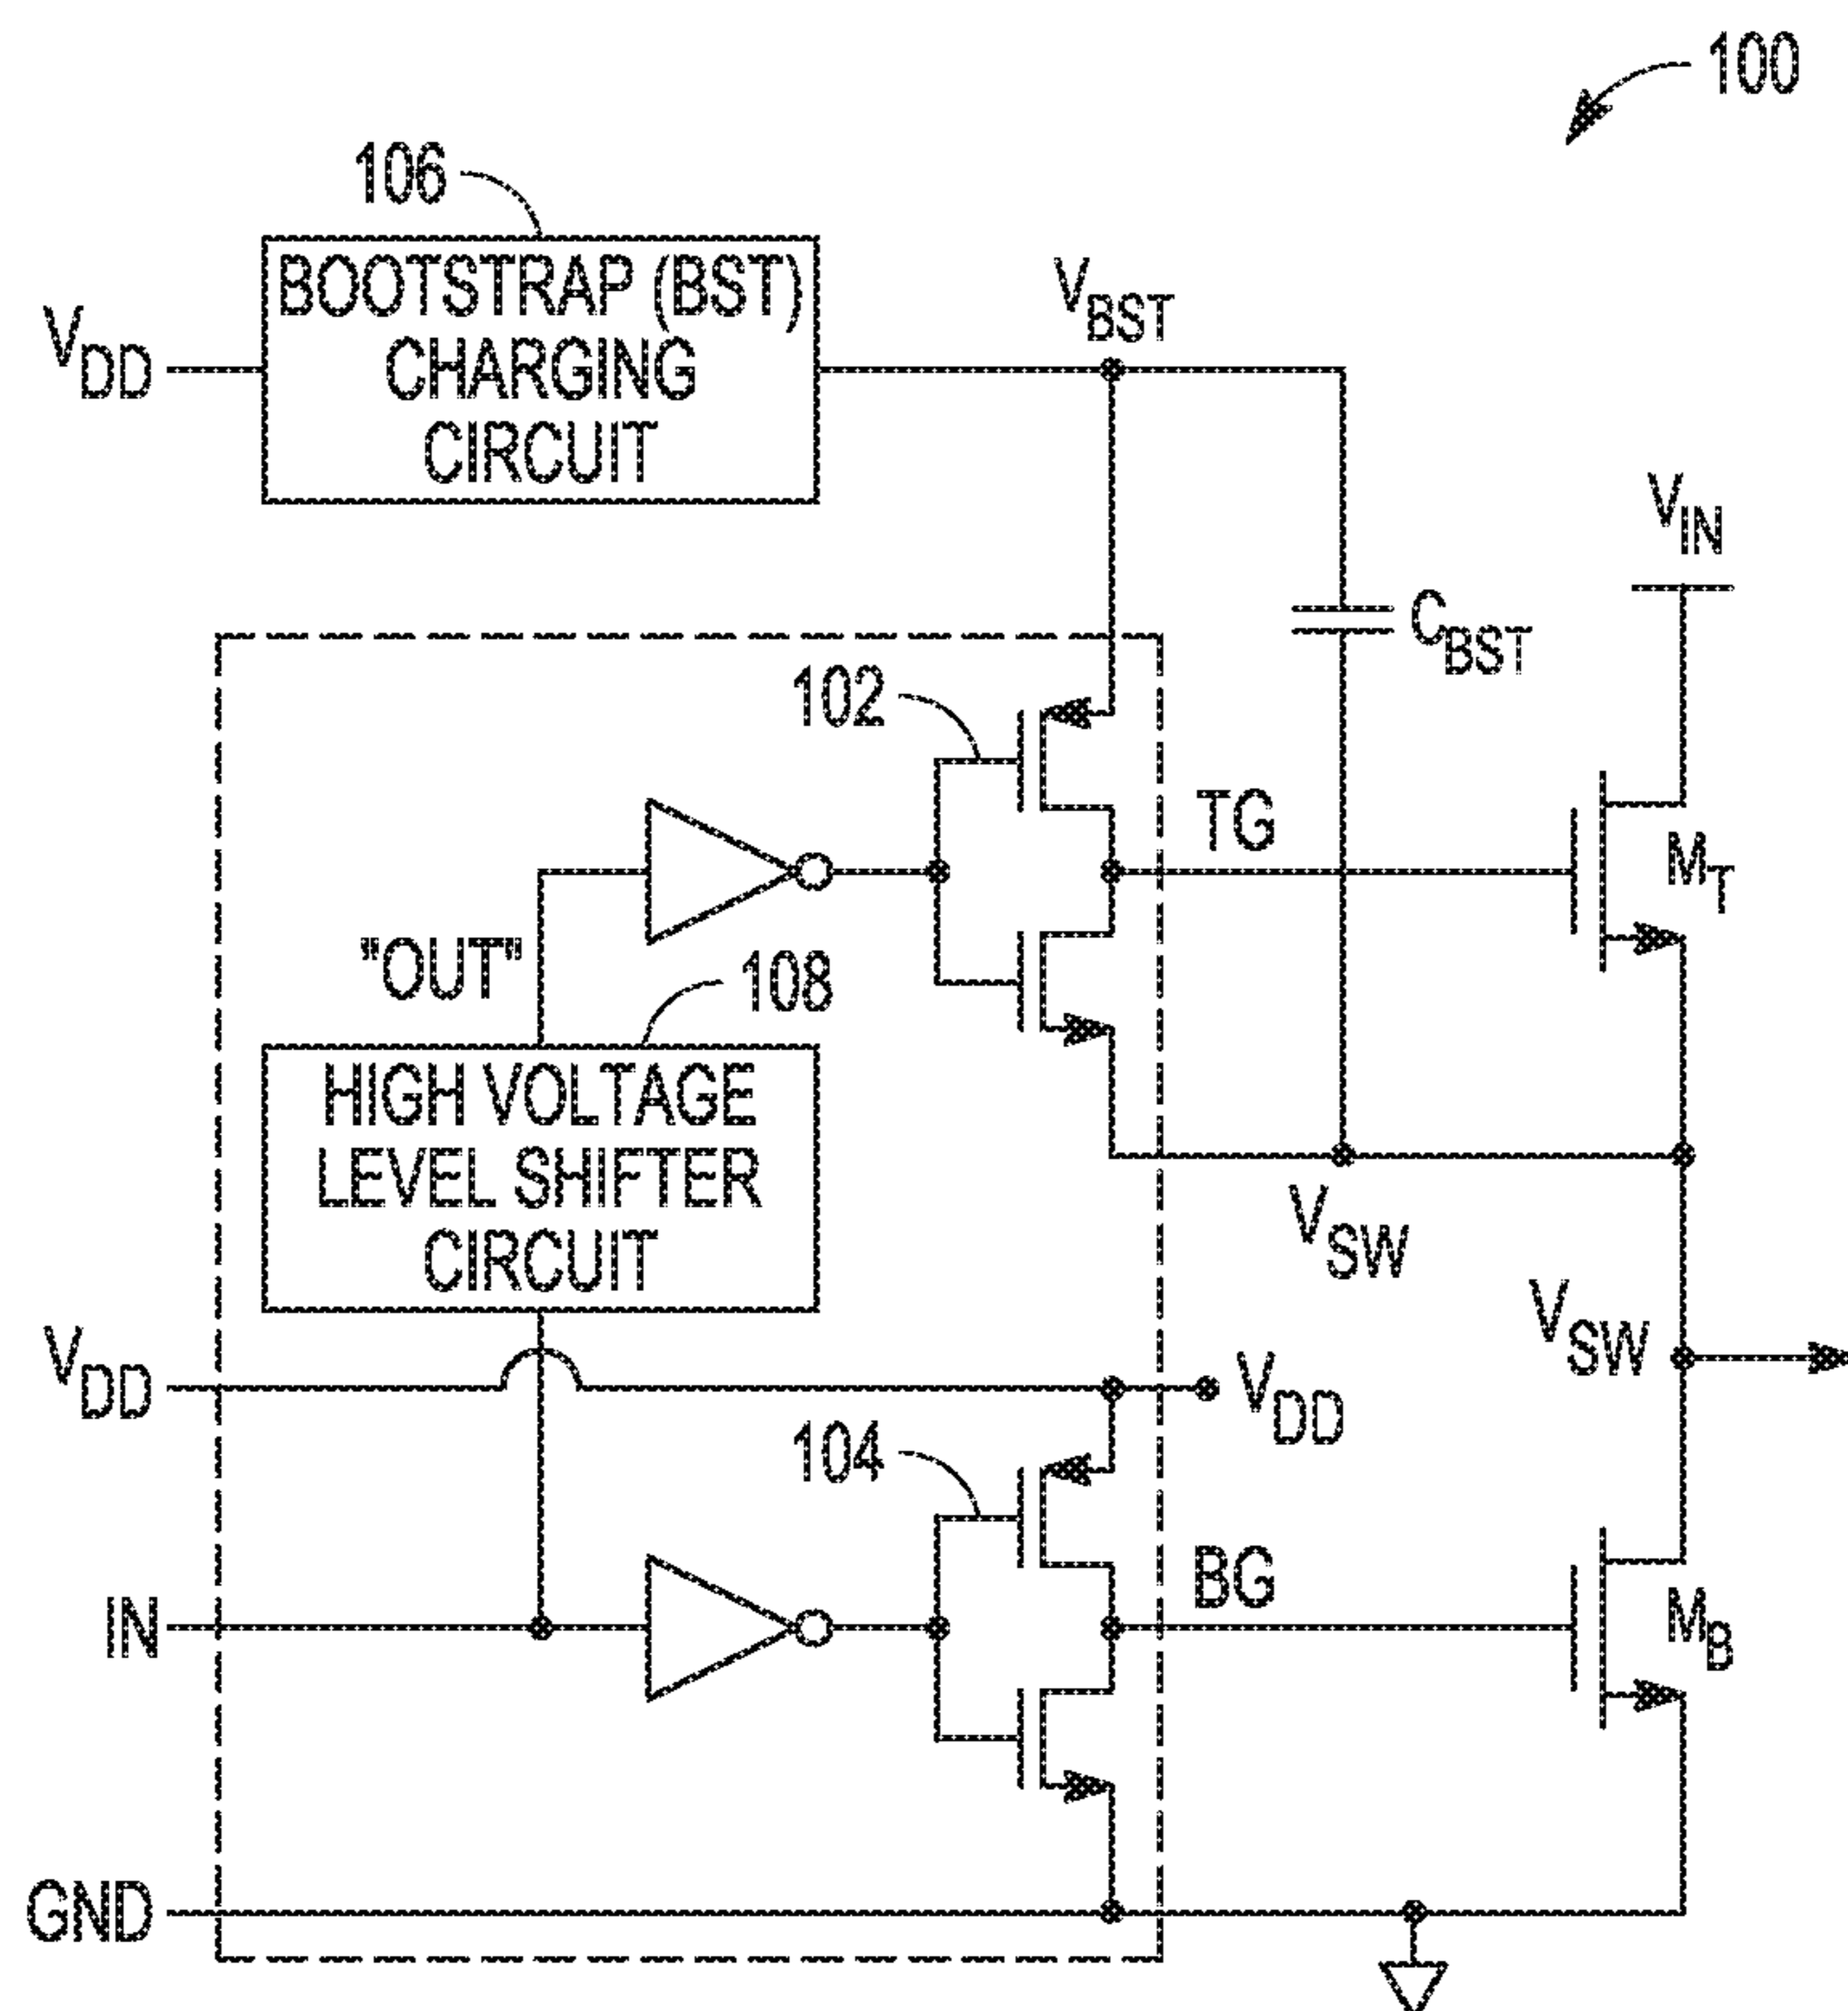 100
106
BOOTSTRAP (BST)
CHARGING
CIRCUIT
VDD
VBST
VIN
CBST
102
TG
MT
"OUT"
108
HIGH VOLTAGE
LEVEL SHIFTER
CIRCUIT
VSW
VSW
VDD
VDD
104
BG
IN
MB
GND